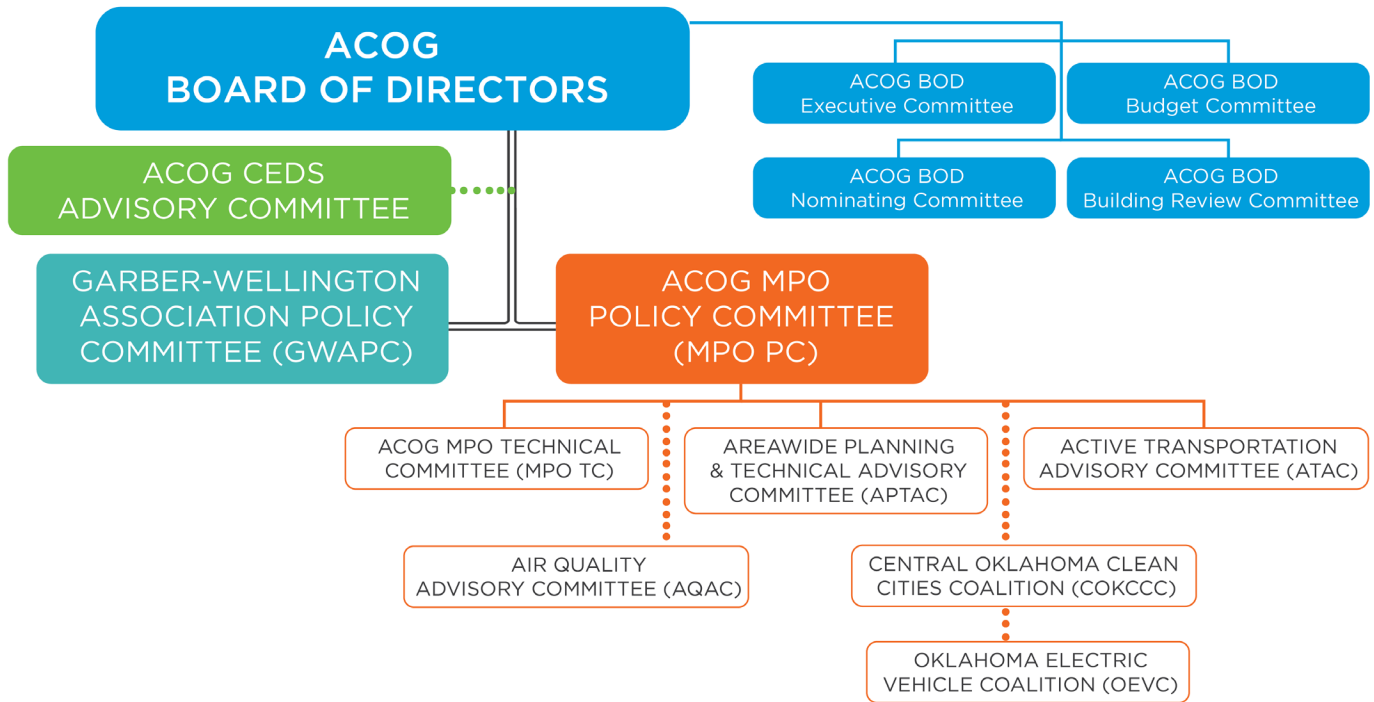 ACOG
BOARD OF DIRECTORS
ACOG BOD
Executive Committee
ACOG BOD
Budget Committee
ACOG BOD
Nominating Committee
ACOG BOD
Building Review Committee
ACOG CEDS
ADVISORY COMMITTEE
GARBER-WELLINGTON
ASSOCIATION POLICY
COMMITTEE (GWAPC)
ACOG MPO
POLICY COMMITTEE
(MPO PC)
ACOG MPO TECHNICAL
COMMITTEE (MPO TC)
AREAWIDE PLANNING
& TECHNICAL ADVISORY
COMMITTEE (APTAC)
ACTIVE TRANSPORTATION
ADVISORY COMMITTEE (ATAC)
AIR QUALITY
ADVISORY COMMITTEE (AQAC)
CENTRAL OKLAHOMA CLEAN
CITIES COALITION (COKCCC)
OKLAHOMA ELECTRIC
VEHICLE COALITION (OEVC)